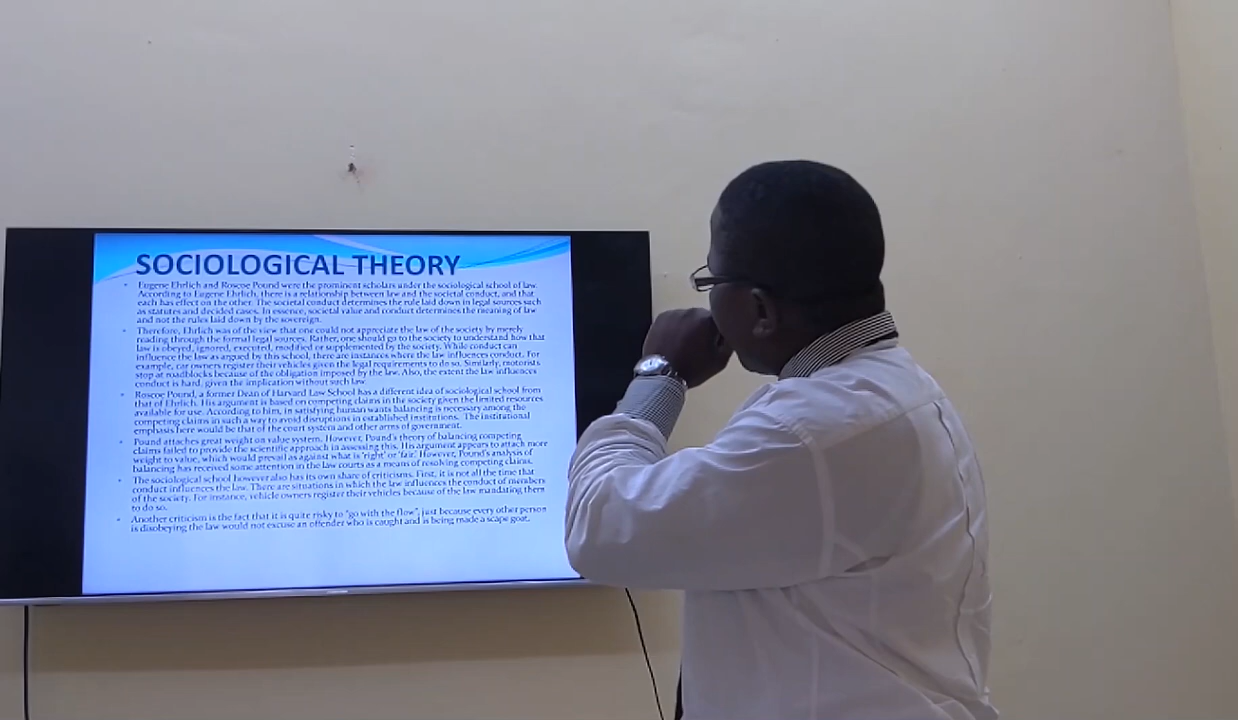 SOCIOLOGICAL THEORY
• Eugene Ehrlich and Roscoe Pound were the prominent scholars under the sociological school of law.
According to Eugene Ehrlich, there is a relationship between law and the societal conduct, and that
each has effect on the other. The societal conduct determines the rule laid down in legal sources such
as statutes and decided cases. In essence, societal value and conduct determines the meaning of law
and not the rules laid down by the sovereign.
• Therefore, Ehrlich was of the view that one could not appreciate the law of the society by merely
reading through the formal legal sources. Rather, one should go to the society to understand how that
law is obeyed, ignored, executed, modified or supplemented by the society. While conduct can
influence the law as argued by this school, there are instances where the law influences conduct. For
example, car owners register their vehicles given the legal requirements to do so. Similarly, motorists
stop at roadblocks because of the obligation imposed by the law. Also, the extent the law influences
conduct is hard, given the implication without such law
• Roscoe Pound, a former Dean of Harvard Law School has a different idea of sociological school from
that of Ehrlich. His argument is based on competing claims in the society given the limited resources
available for use. According to him, in satisfying human wants balancing is necessary among the
competing claims in such a way to avoid disruptions in established institutions. The institutional
emphasis here would be that of the court system and other arms of government.
• Pound attaches great weight on value system. However, Pound's theory of balancing competing
claims failed to provide the scientific approach in assessing this. His argument appears to attach more
weight to value, which would prevail as against what is 'right' or 'fair'. However, Pound's analysis of
balancing has received some attention in the law courts as a means of resolving competing claims.
• The sociological school however also has its own share of criticisms. First, it is not all the time that
conduct influences the law. There are situations in which the law influences the conduct of members
of the society. For instance, vehicle owners register their vehicles because of the law mandating them
to do so.
• Another criticism is the fact that it is quite risky to "go with the flow", just because every other person
is disobeying the law would not excuse an offender who is caught and is being made a scape goat.